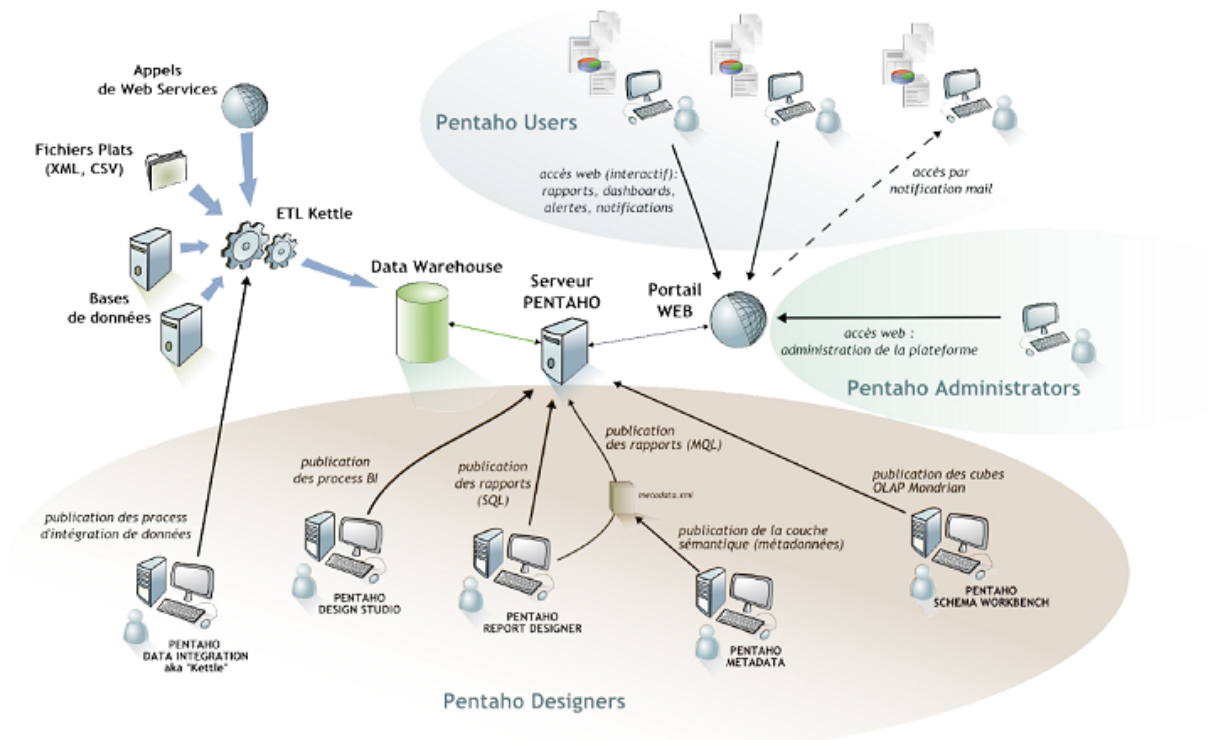 Appels
de Web Services
Fichiers Plats
(XML, CSV)
ETL Kettle
Bases
de données
Data Warehouse
Serveur
PENTAHO
Portail
WEB
Pentaho Users
accès web (interactif):
rapports, dashboards,
alertes, notifications
accès par
notification mail
accès web :
administration de la plateforme
Pentaho Administrators
publication des process
d'intégration de données
publication
des process BI
publication
des rapports
(SQL)
publication
des rapports (MQL)
metadata.xml
publication de la couche
sémantique (métadonnées)
publication des cubes
OLAP Mondrian
PENTAHO
DATA INTEGRATION
aka "Kettle"
PENTAHO
DESIGN STUDIO
PENTAHO
REPORT DESIGNER
PENTAHO
METADATA
PENTAHO
SCHEMA WORKBENCH
Pentaho Designers